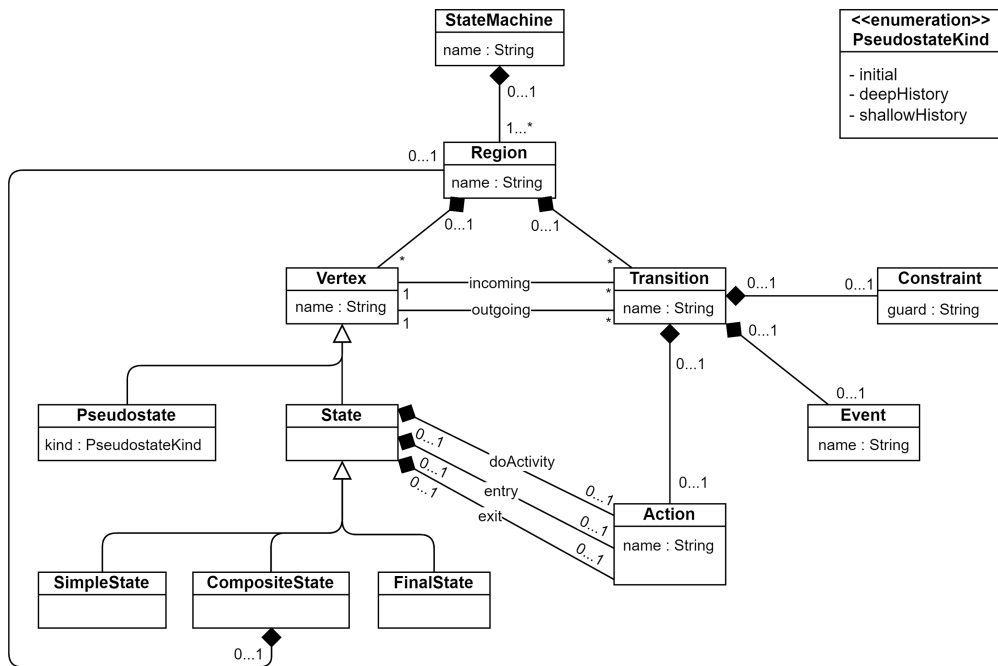 StateMachine
name : String
<<enumeration>>
PseudostateKind
- initial
- deepHistory
- shallowHistory
0...1
1...*
0...1
Region
name : String
0...1
0...1
*
*
Vertex
name : String
1
incoming
*
1
outgoing
*
Transition
name : String
0...1
0...1
Constraint
guard : String
0...1
0...1
Event
name : String
0...1
0...1
Pseudostate
kind : PseudostateKind
State
0...1
0...1
0...1
doActivity
entry
exit
0...1
0...1
0...1
Action
name : String
SimpleState
CompositeState
FinalState
0...1